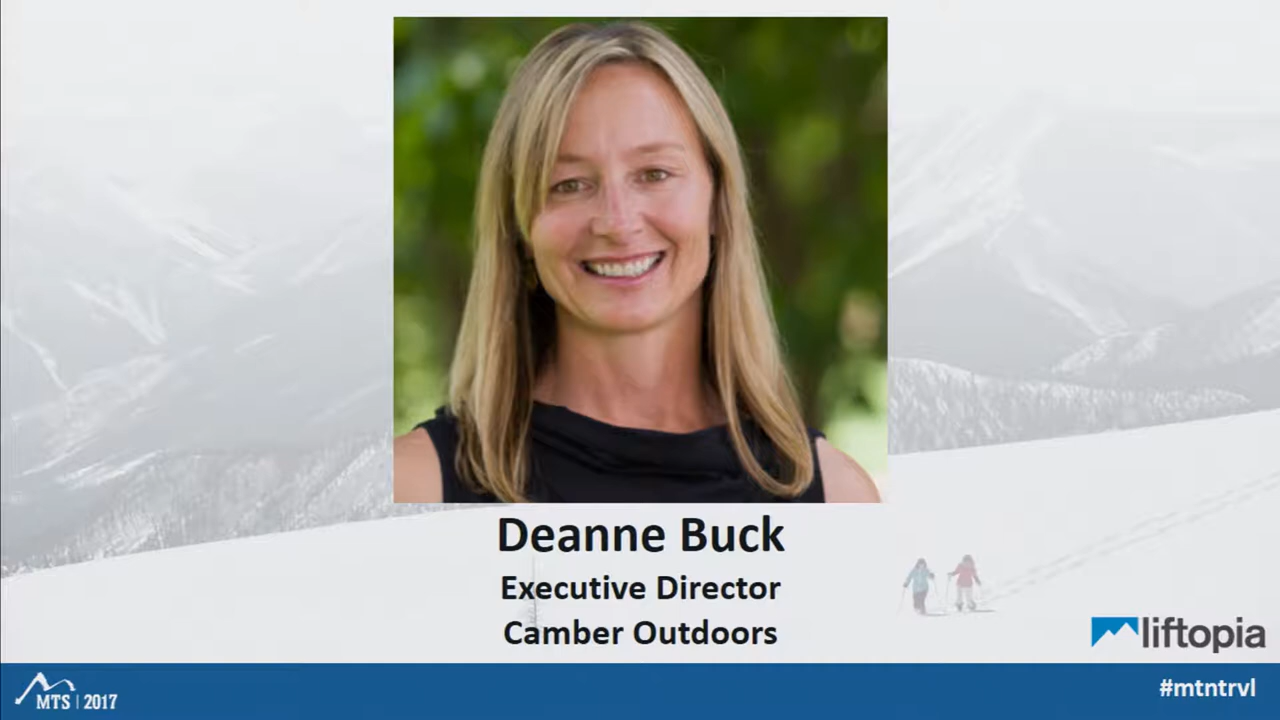 Deanne Buck
Executive Director
Camber Outdoors
liftopia
MTS | 2017
#mtntrvl